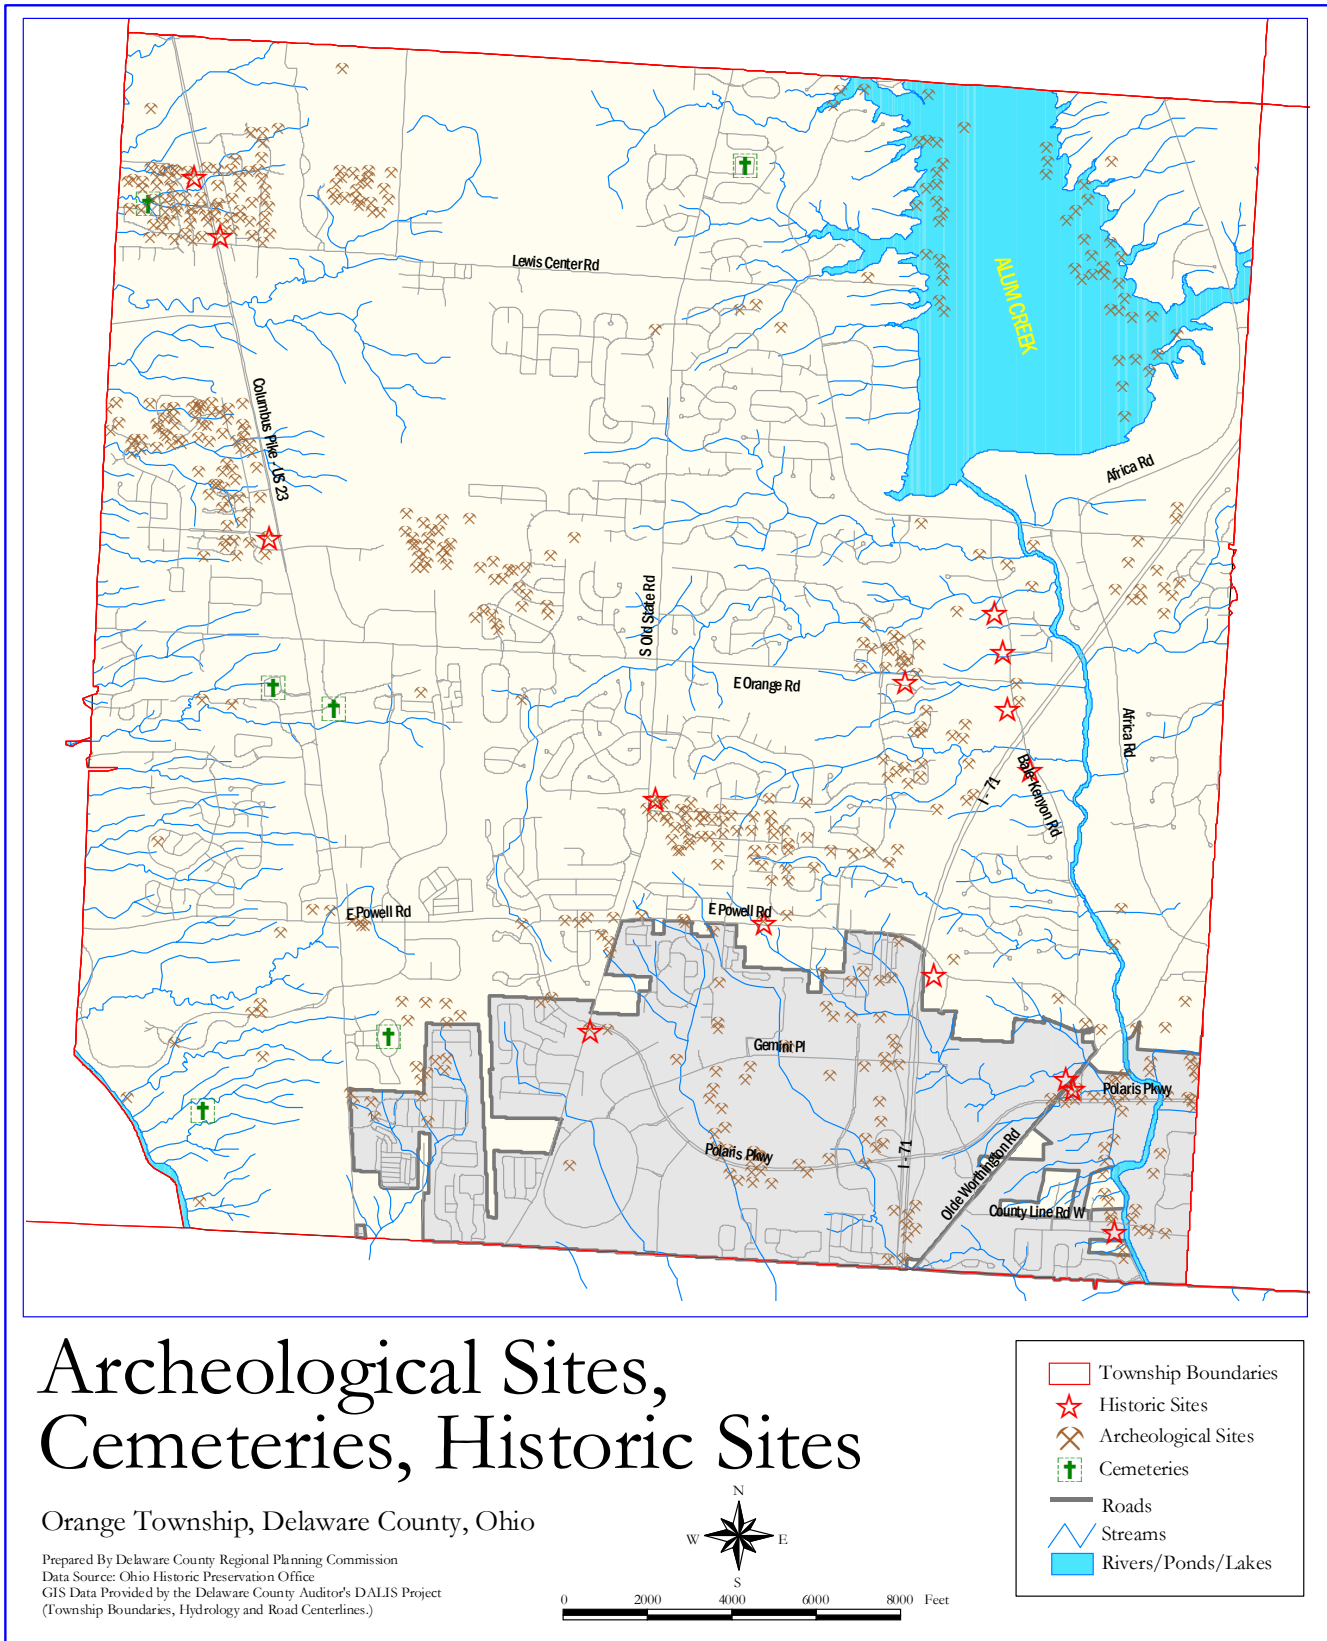 Lewis Center Rd
ALUM CREEK
Columbus Pike - US 23
Africa Rd
S Old State Rd
E Orange Rd
Africa Rd
I - 71
Bale Kenyon Rd
E Powell Rd
E Powell Rd
Gemini Pl
Polaris Pkwy
Polaris Pkwy
I - 71
Olde Worthington Rd
County Line Rd W
Archeological Sites,
Cemeteries, Historic Sites
Orange Township, Delaware County, Ohio
Prepared By Delaware County Regional Planning Commission
Data Source: Ohio Historic Preservation Office
GIS Data Provided by the Delaware County Auditor's DALIS Project
(Township Boundaries, Hydrology and Road Centerlines.)
N
W E
S
0 2000 4000 6000 8000 Feet
Township Boundaries
Historic Sites
Archeological Sites
Cemeteries
Roads
Streams
Rivers/Ponds/Lakes